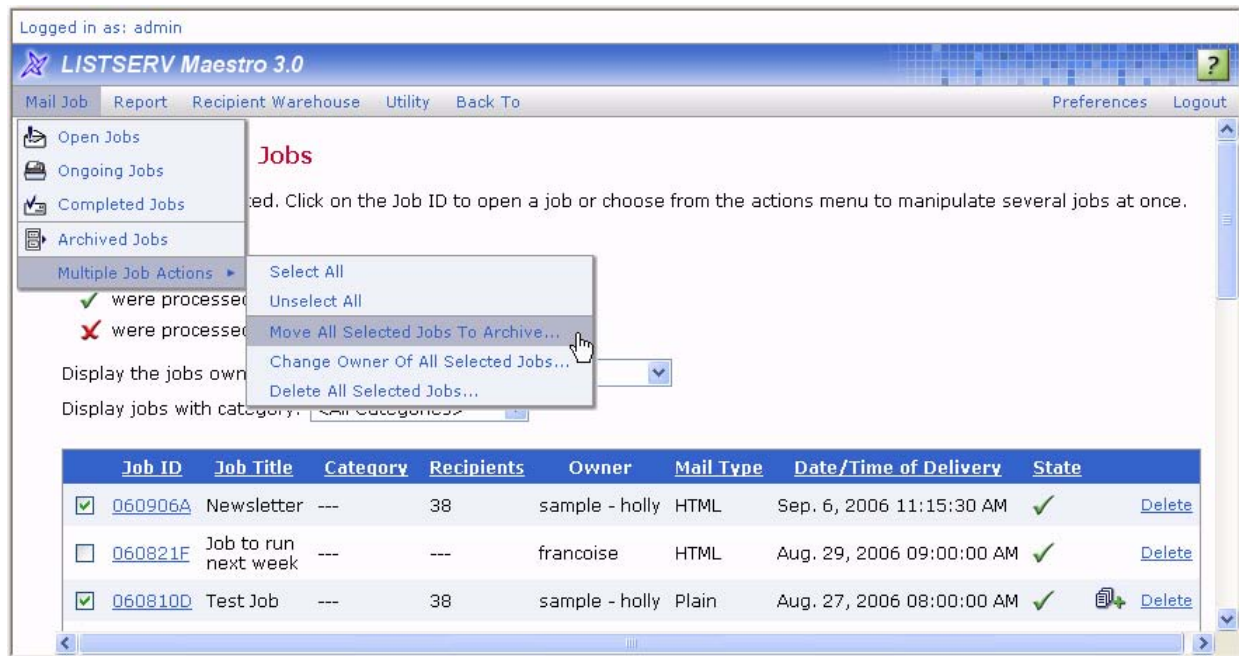 Logged in as: admin
LISTSERV Maestro 3.0
?
Mail Job Report Recipient Warehouse Utility Back To Preferences Logout
Open Jobs
Ongoing Jobs
Completed Jobs
Archived Jobs
Multiple Job Actions
Jobs
Click on the Job ID to open a job or choose from the actions menu to manipulate several jobs at once.
Select All
Unselect All
Move All Selected Jobs To Archive...
Change Owner Of All Selected Jobs...
Delete All Selected Jobs...
were processed
were processed
Display the jobs own
Display jobs with category: <All Categories>
Job ID Job Title Category Recipients Owner Mail Type Date/Time of Delivery State
060906A Newsletter --- 38 sample - holly HTML Sep. 6, 2006 11:15:30 AM Delete
060821F Job to run next week --- --- francoise HTML Aug. 29, 2006 09:00:00 AM Delete
060810D Test Job --- 38 sample - holly Plain Aug. 27, 2006 08:00:00 AM Delete